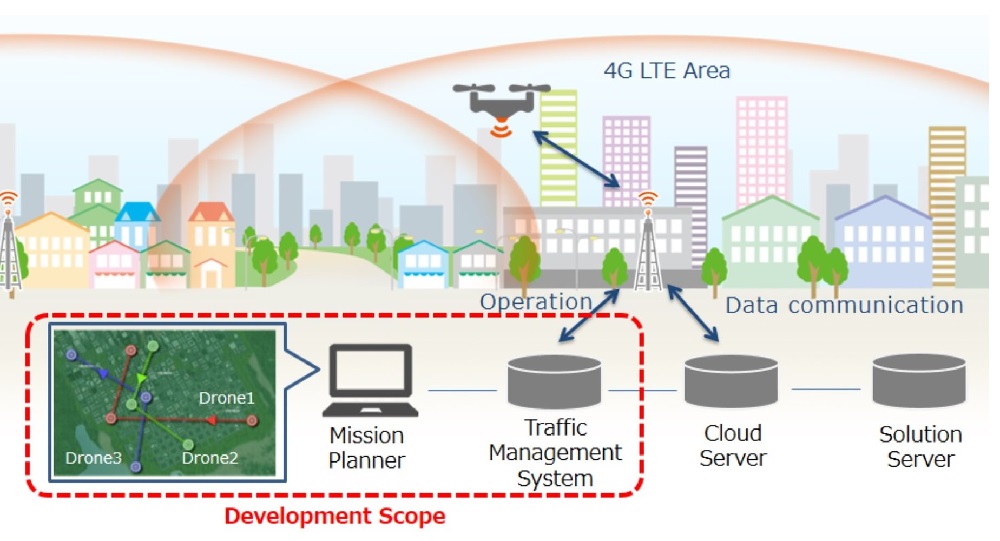 4G LTE Area
Operation
Data communication
Drone1
Drone3
Drone2
Mission
Planner
Traffic
Management
System
Cloud
Server
Solution
Server
Development Scope